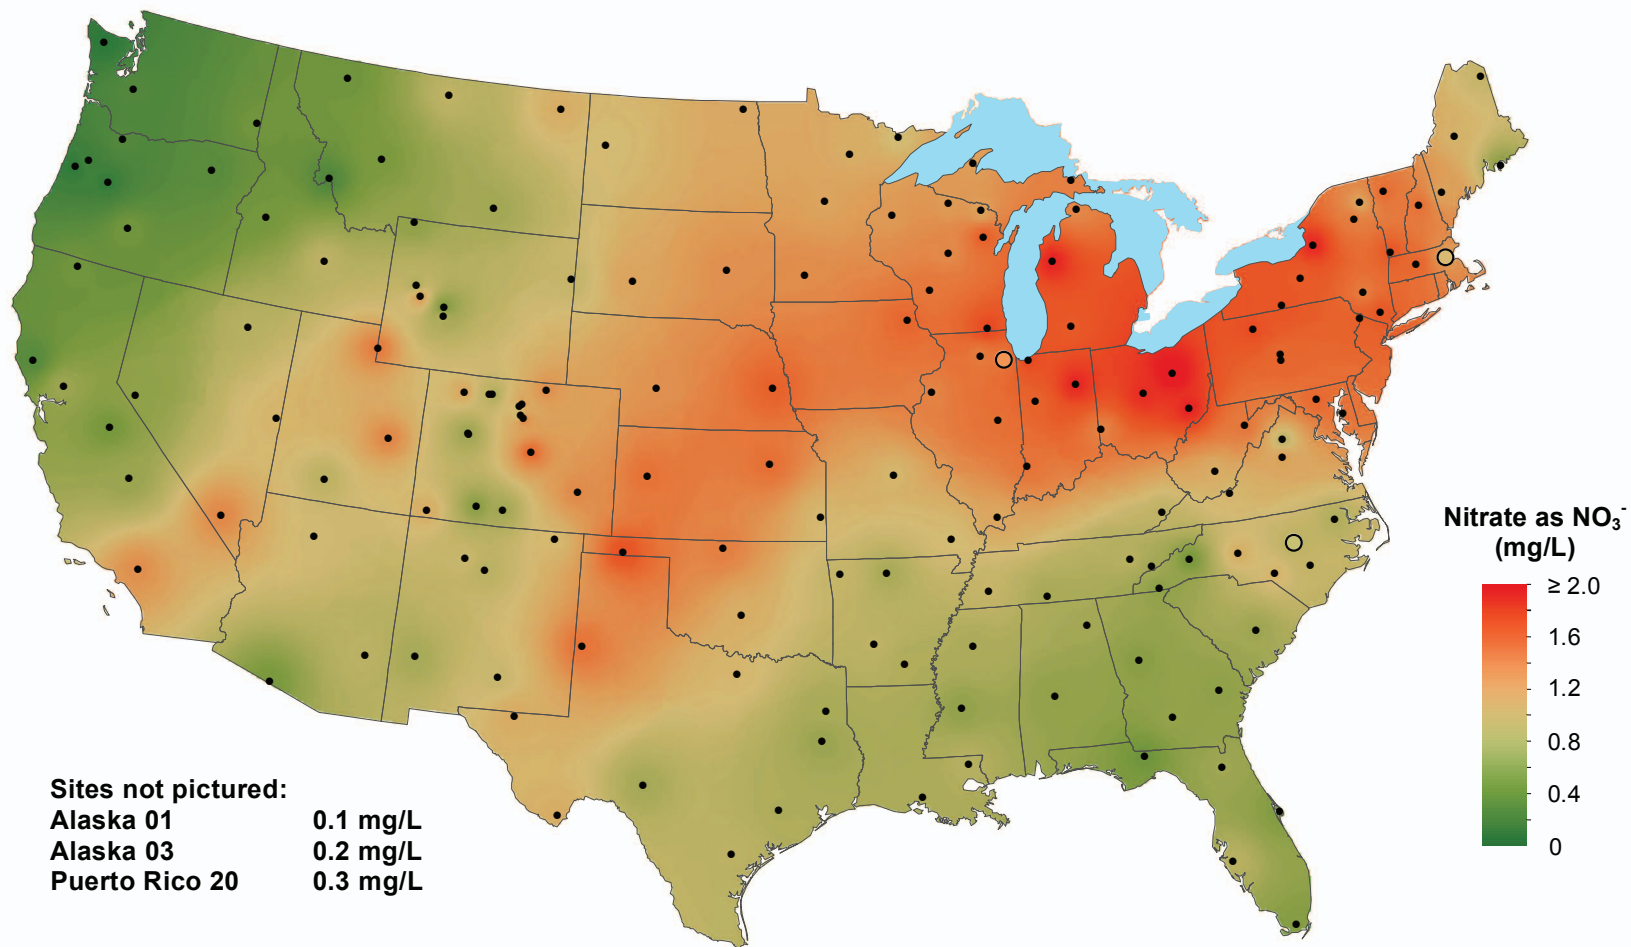 Nitrate as NO₃⁻
(mg/L)
≥ 2.0
1.6
1.2
0.8
0.4
0
Sites not pictured:
Alaska 01 0.1 mg/L
Alaska 03 0.2 mg/L
Puerto Rico 20 0.3 mg/L